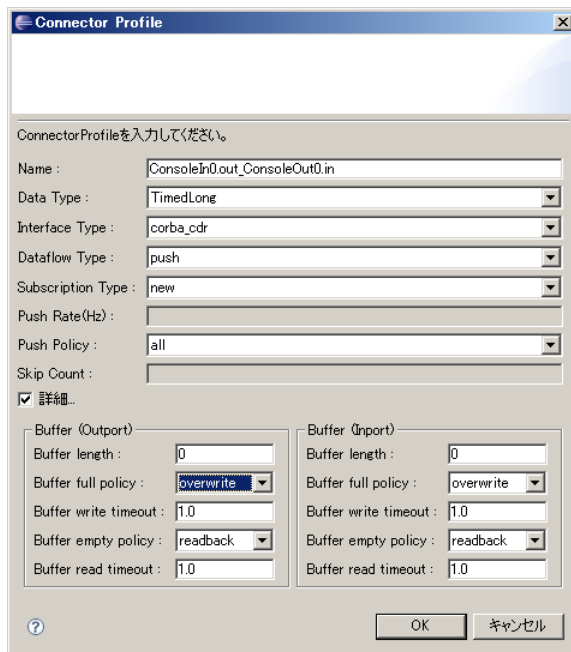 Connector Profile
ConnectorProfileを入力してください。
Name : ConsoleIn0.out_ConsoleOut0.in
Data Type : TimedLong
Interface Type : corba_cdr
Dataflow Type : push
Subscription Type : new
Push Rate(Hz) :
Push Policy : all
Skip Count :
詳細...
Buffer (Outport)
Buffer length : 0
Buffer full policy : overwrite
Buffer write timeout : 1.0
Buffer empty policy : readback
Buffer read timeout : 1.0
Buffer (Inport)
Buffer length : 0
Buffer full policy : overwrite
Buffer write timeout : 1.0
Buffer empty policy : readback
Buffer read timeout : 1.0
?
OK
キャンセル